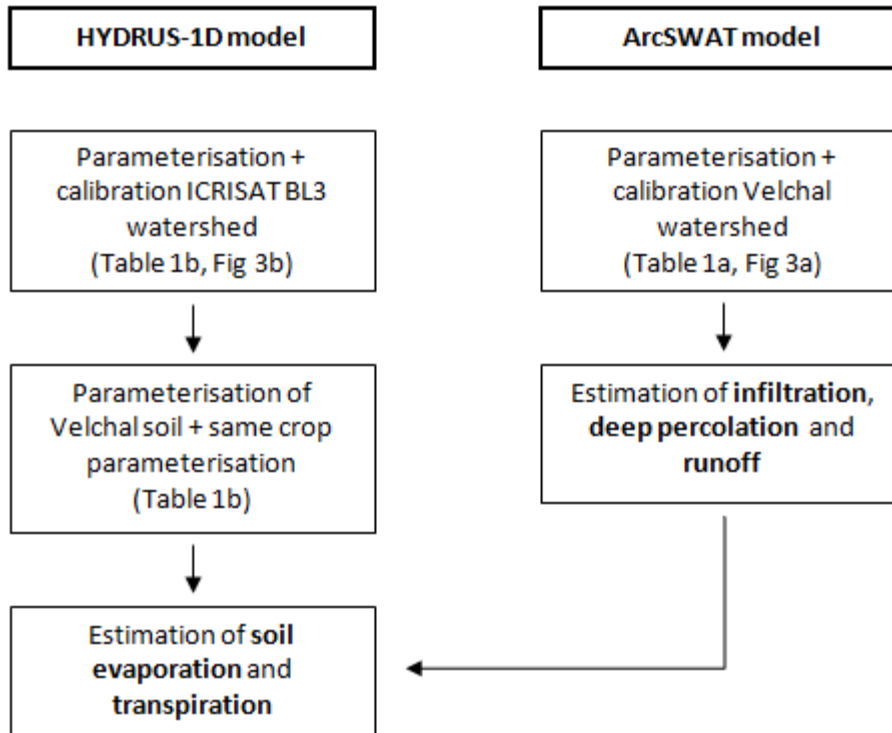 HYDRUS-1D model
Parameterisation +
calibration ICRISAT BL3
watershed
(Table 1b, Fig 3b)
Parameterisation of
Velchal soil + same crop
parameterisation
(Table 1b)
Estimation of soil
evaporation and
transpiration
ArcSWAT model
Parameterisation +
calibration Velchal
watershed
(Table 1a, Fig 3a)
Estimation of infiltration,
deep percolation and
runoff